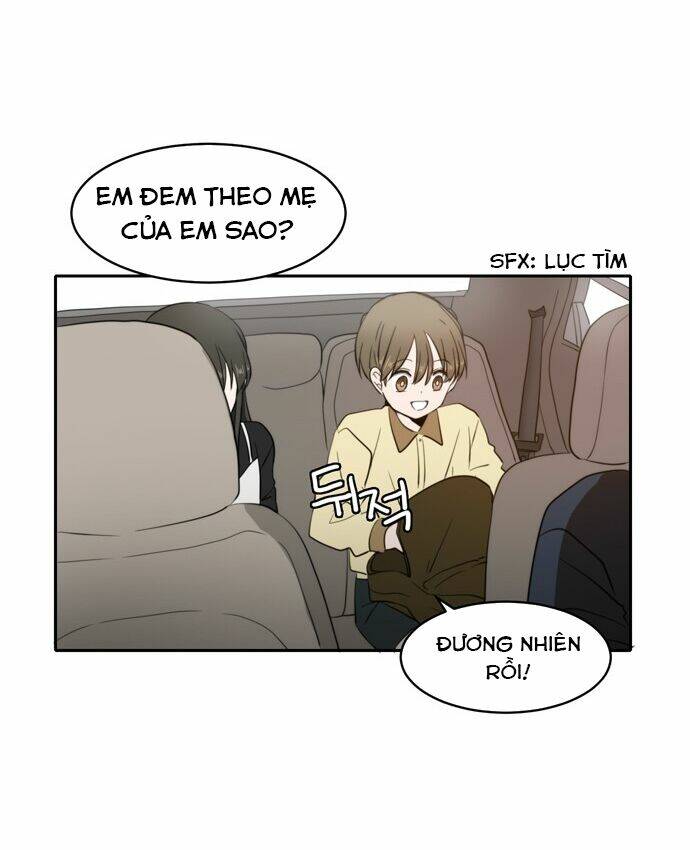 EM ĐEM THEO MẸ
CỦA EM SAO?
SFX: LỤC TÌM
뒤적
ĐƯƠNG NHIÊN
RỒI!